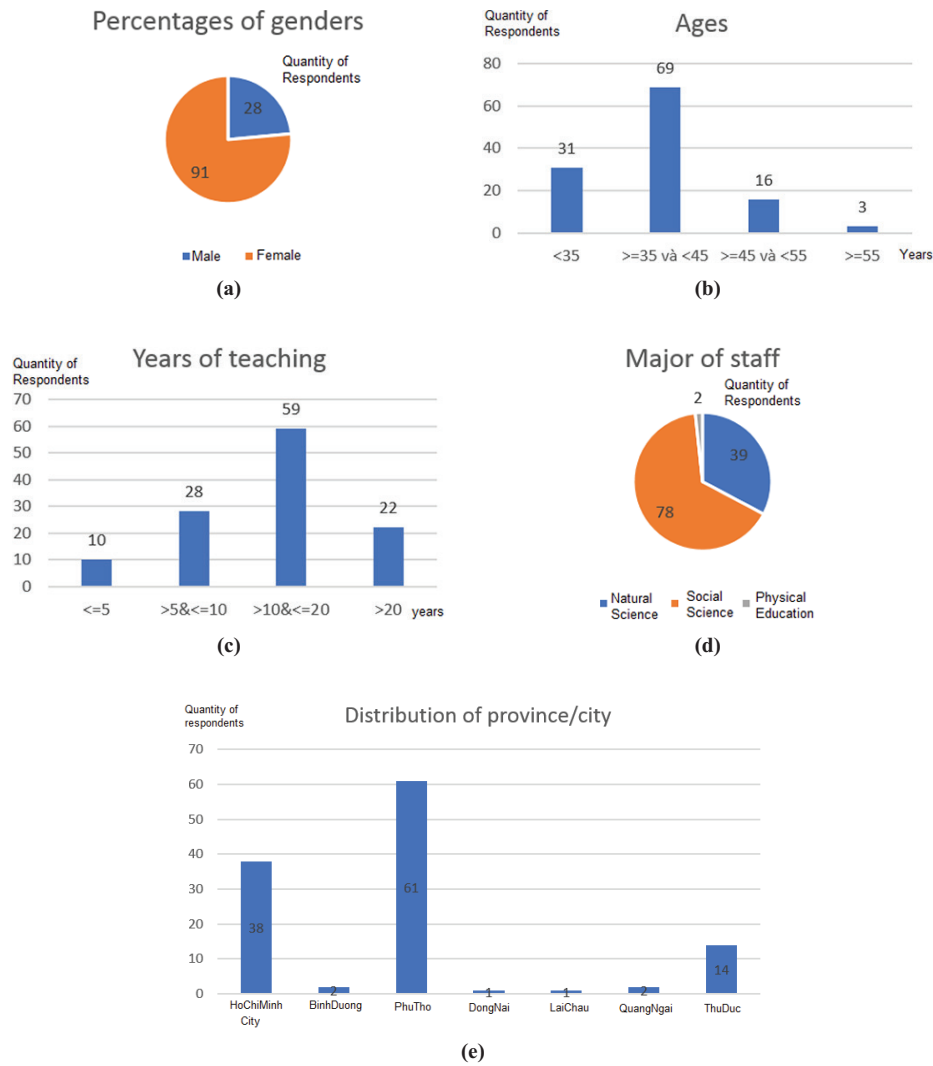 Percentages of genders
Quantity of
Respondents
28
91
Male Female
(a)
Quantity of
Respondents
Ages
80
60
40
20
0
31
69
16
3
<35 >=35 và <45 >=45 và <55 >=55 Years
(b)
Years of teaching
Quantity of
Respondents
70
60
50
40
30
20
10
0
10
28
59
22
<=5 >5&<=10 >10&<=20 >20 years
(c)
Major of staff
Quantity of
Respondents
2
39
78
Natural
Science
Social
Science
Physical
Education
(d)
Quantity of
respondents
Distribution of province/city
70
60
50
40
30
20
10
0
38
2
61
1
1
2
14
HoChiMinh
City
BinhDuong
PhuTho
DongNai
LaiChau
QuangNgai
ThuDuc
(e)